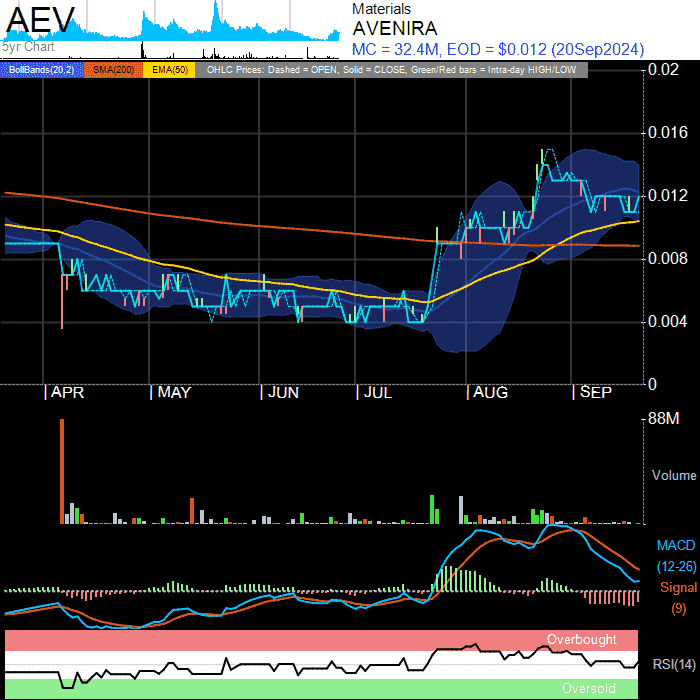 AEV
5yr Chart
Materials
AVENIRA
MC = 32.4M, EOD = $0.012 (20Sep2024)
BollBands(20,2) SMA(200) EMA(50) OHLC Prices: Dashed = OPEN, Solid = CLOSE, Green/Red bars = Intra-day HIGH/LOW
0.02
0.016
0.012
0.008
0.004
0
APR MAY JUN JUL AUG SEP
88M
Volume
MACD
(12-26)
Signal
(9)
Overbought
RSI(14)
Oversold